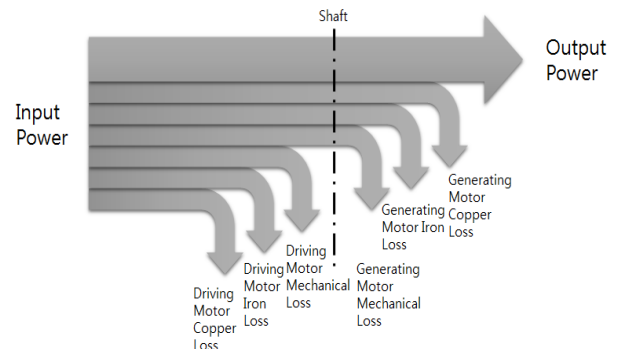 Shaft
Output
Power
Input
Power
Generating
Motor
Copper
Loss
Generating
Motor Iron
Loss
Driving
Motor
Mechanical
Loss
Generating
Motor
Mechanical
Loss
Driving
Motor
Iron
Loss
Driving
Motor
Copper
Loss